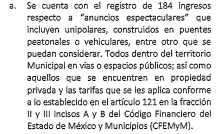 a. Se cuenta con el registro de 184 ingresos
respecto a "anuncios espectaculares" que
incluyen unipolares, construidos en puentes
peatonales o vehiculares, entre otro que se
puedan considerar. Todos dentro del territorio
Municipal en vías o espacios públicos; así como
aquellos que se encuentren en propiedad
privada y las tarifas que se les aplica conforme
a lo establecido en el artículo 121 en la fracción
II y III incisos A y B del Código Financiero del
Estado de México y Municipios (CFEMyM).